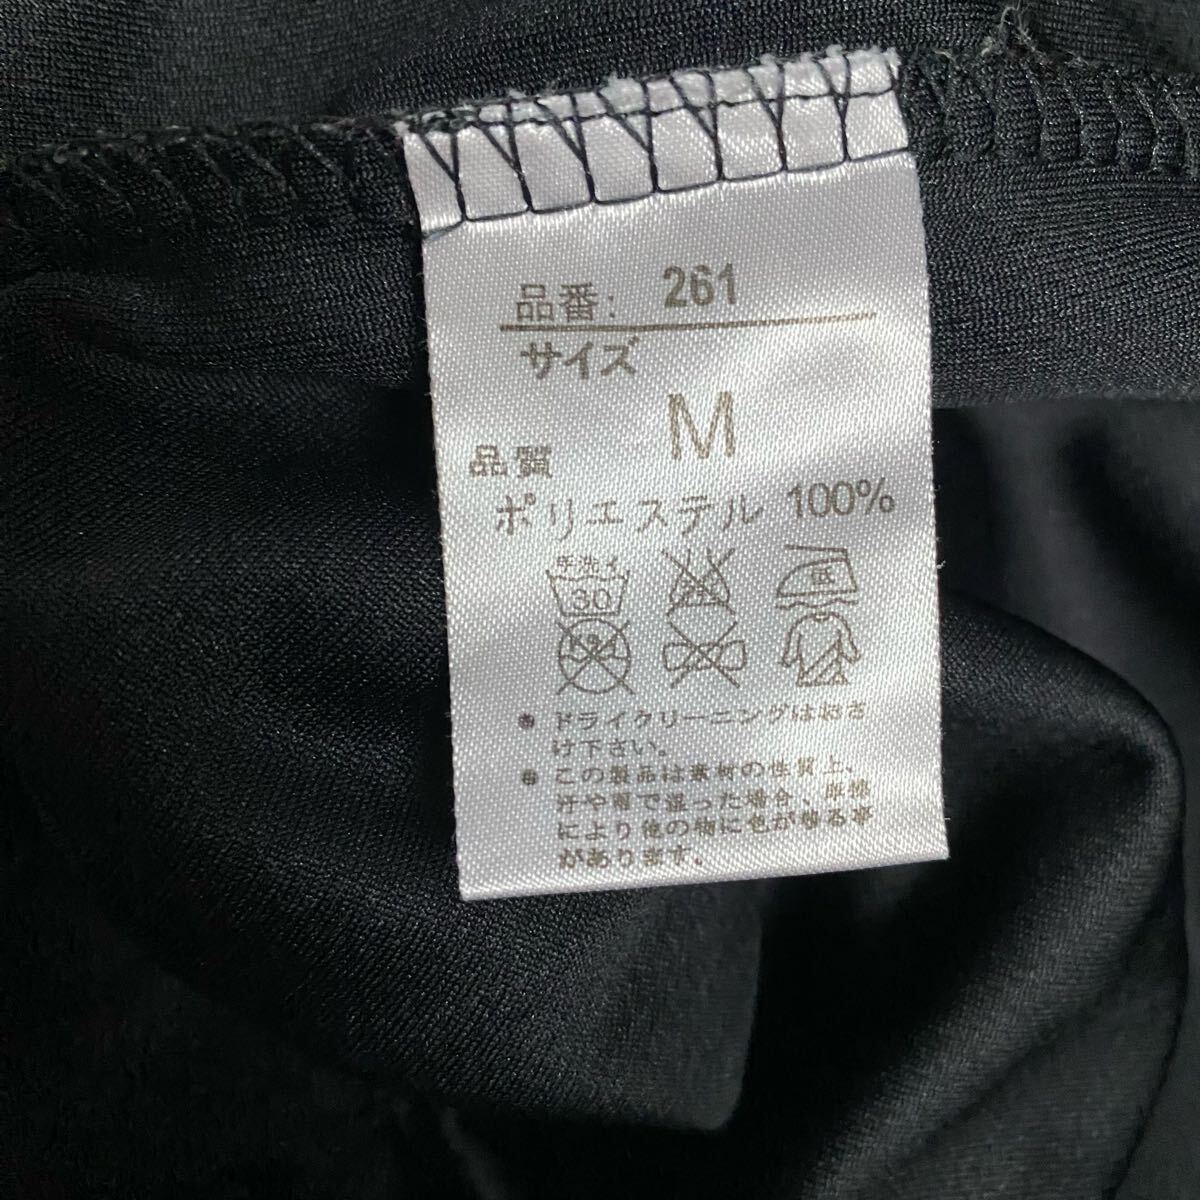 品番: 261
サイズ
M
品質
ポリエステル 100%
手洗イ
30
低
● ドライクリーニングはおさ
け下さい。
● この製品は素材の性質上、
汗や雨で湿った場合、摩擦
により他の物に色が移る事
があります。